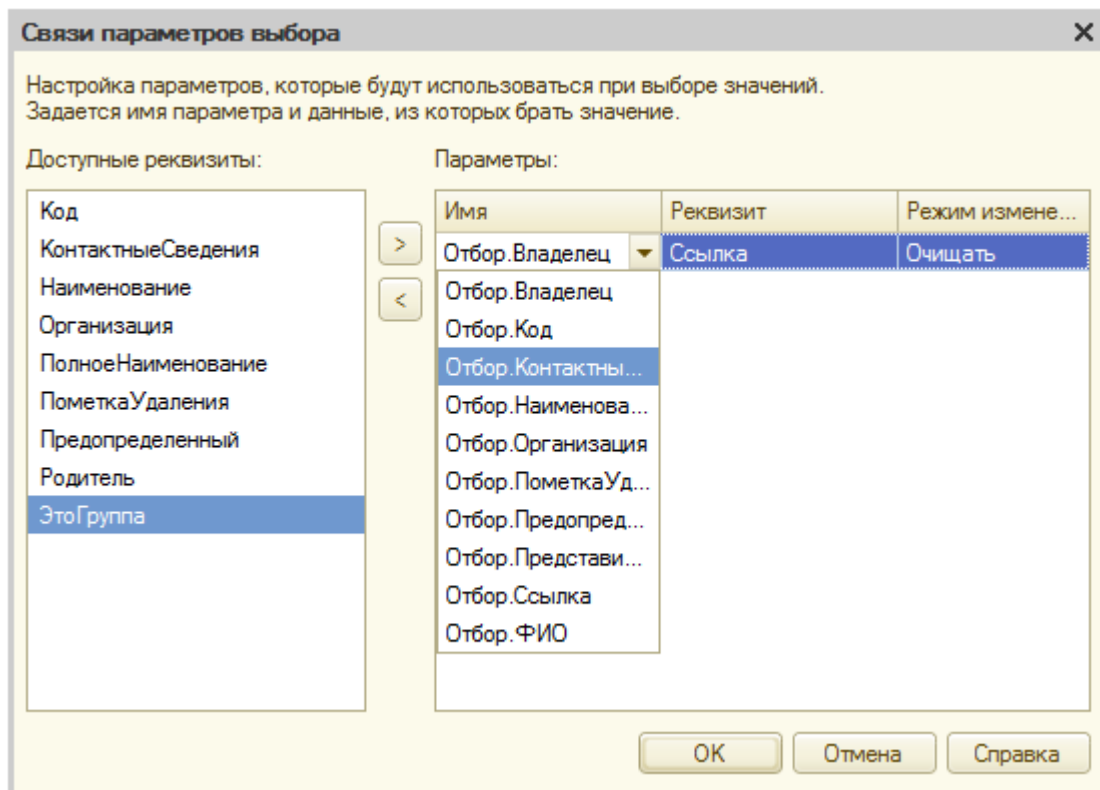 Связи параметров выбора
Настройка параметров, которые будут использоваться при выборе значений.
Задается имя параметра и данные, из которых брать значение.
Доступные реквизиты:
Код
КонтактныеСведения
Наименование
Организация
ПолноеНаименование
ПометкаУдаления
Предопределенный
Родитель
ЭтоГруппа
>
<
Параметры:
Имя Реквизит Режим измене...
Отбор.Владелец Ссылка Очищать
Отбор.Владелец
Отбор.Код
Отбор.Контактны...
Отбор.Наименова...
Отбор.Организация
Отбор.ПометкаУд...
Отбор.Предопред...
Отбор.Представи...
Отбор.Ссылка
Отбор.ФИО
OK Отмена Справка